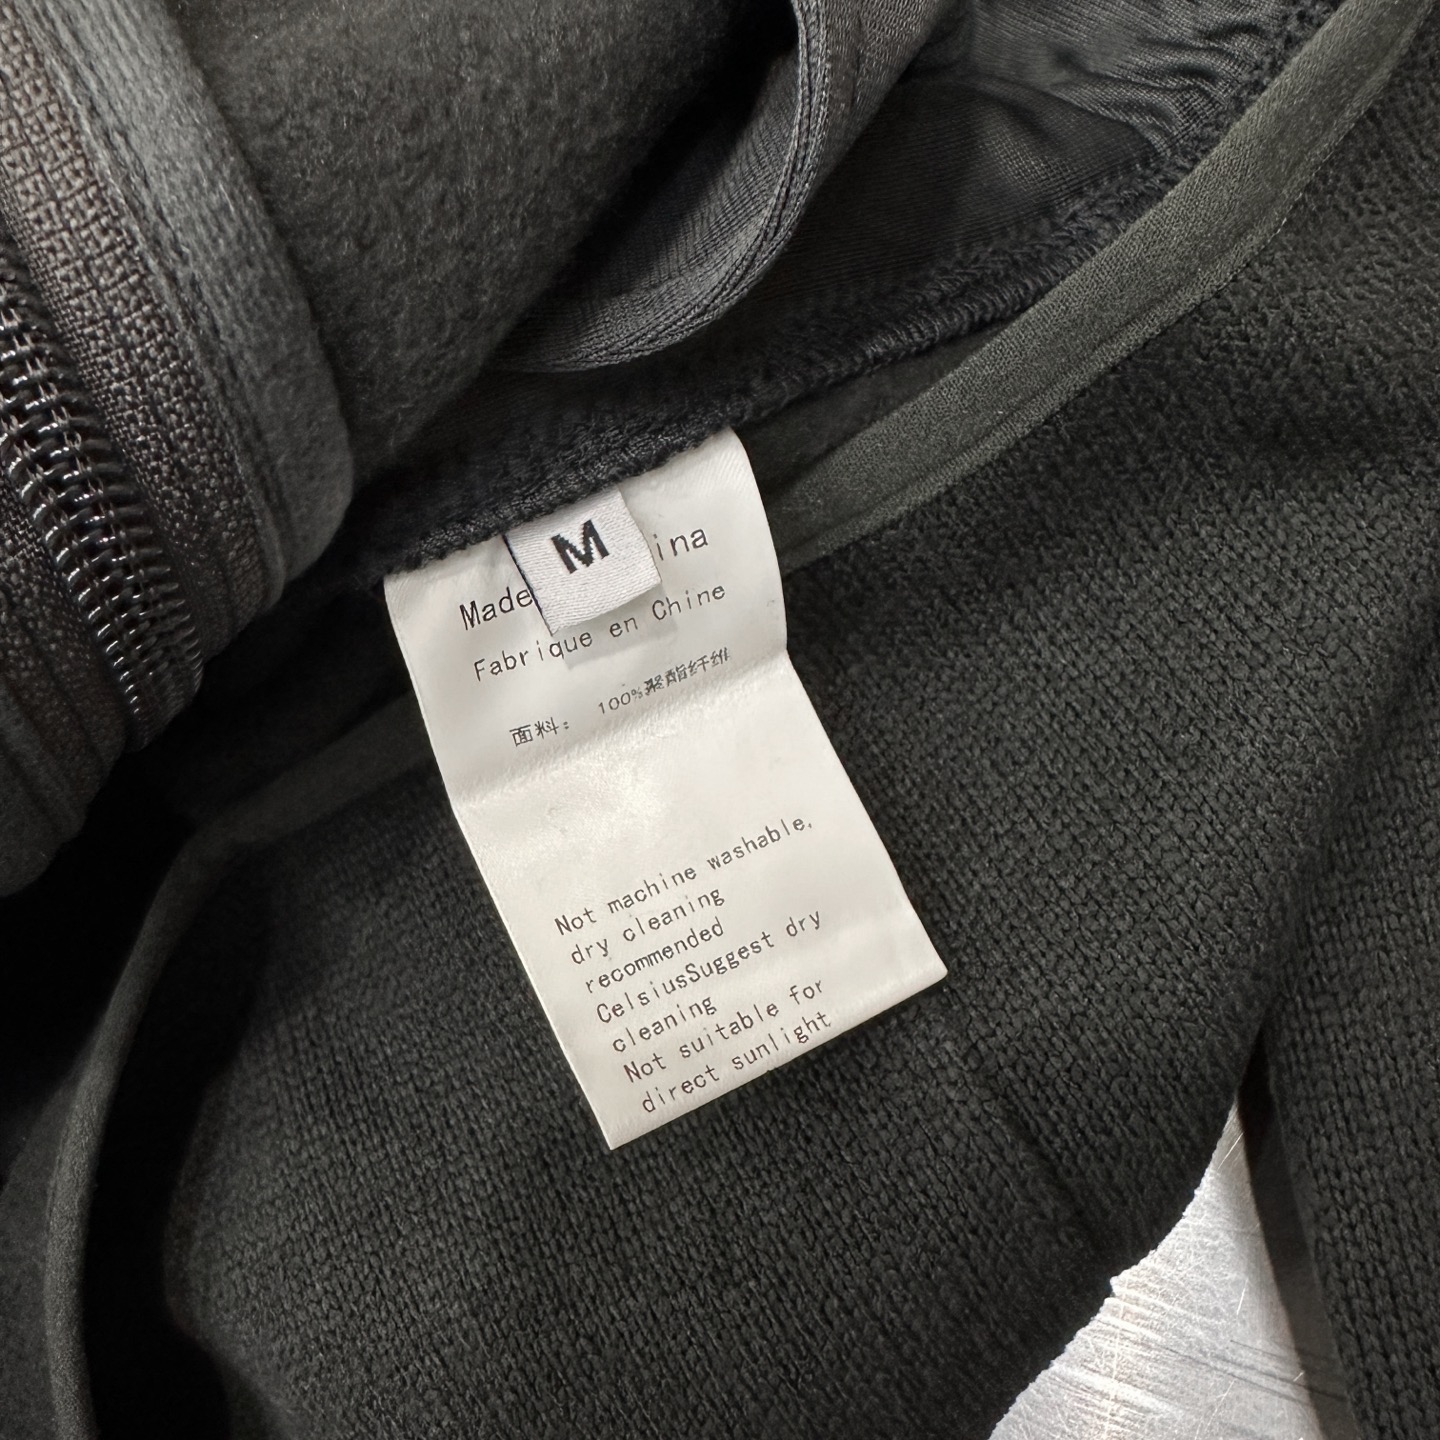 M
Made ina
Fabrique en Chine
面料: 100%聚酯纤维
Not machine washable,
dry cleaning
recommended
CelsiusSuggest dry
cleaning
Not suitable for
direct sunlight